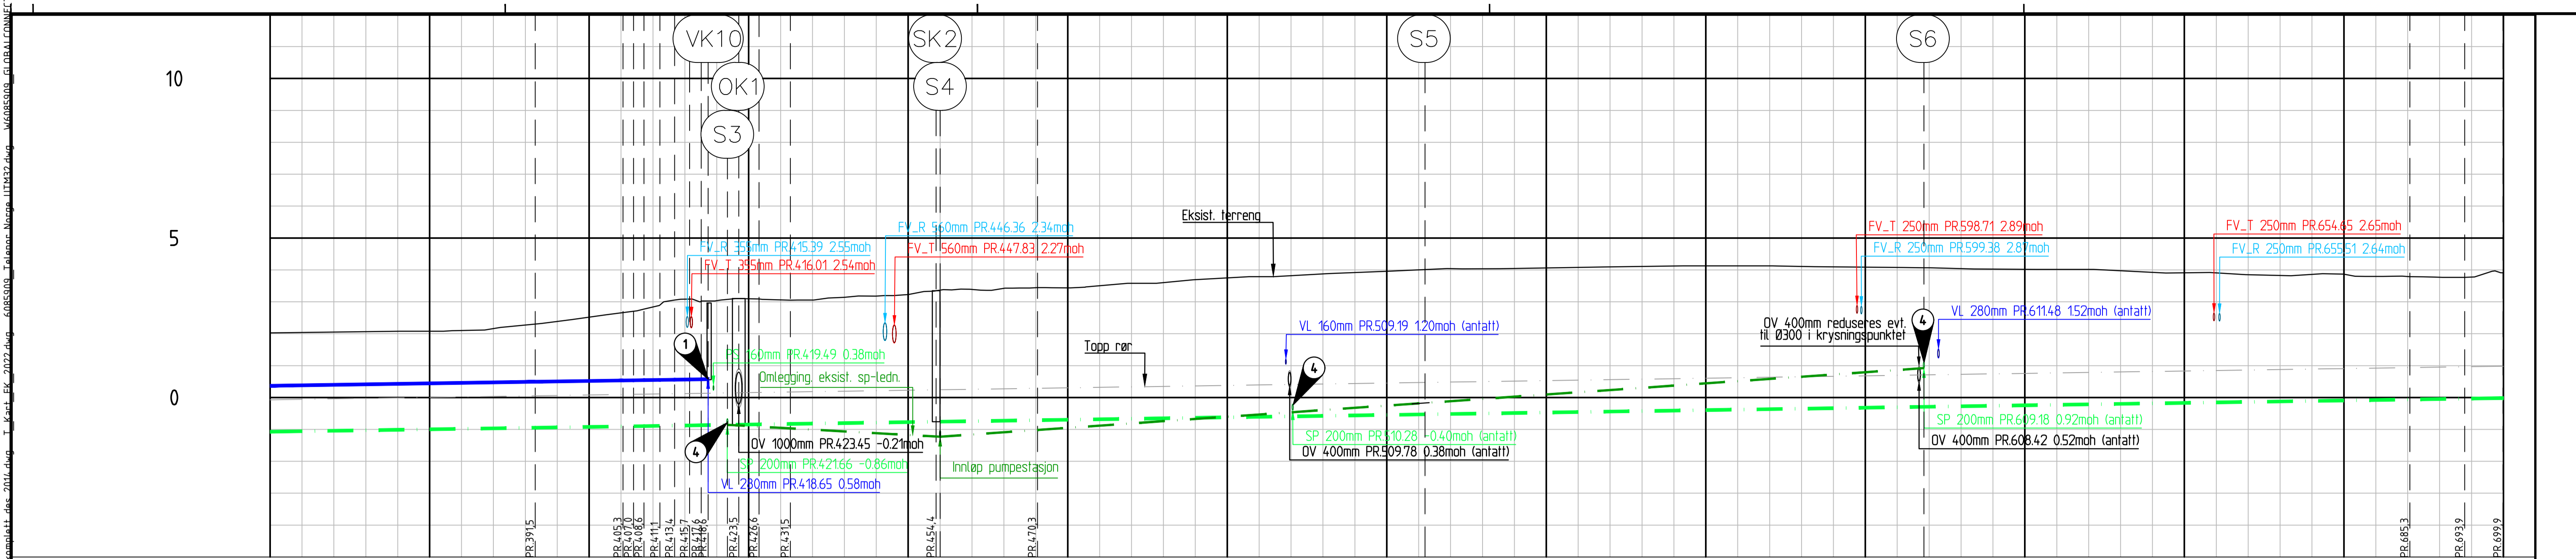 VK10
SK2
S5
S6
OK1
S4
S3
10
5
0
FV_R 355mm PR.415.39 2.55moh
FV_T 355mm PR.416.01 2.54moh
FV_R 560mm PR.446.36 2.34moh
FV_T 560mm PR.447.83 2.27moh
Eksist. terreng
FV_T 250mm PR.598.71 2.89moh
FV_R 250mm PR.599.38 2.87moh
FV_T 250mm PR.654.65 2.65moh
FV_R 250mm PR.655.51 2.64moh
VL 280mm PR.611.48 1.52moh (antatt)
VL 160mm PR.509.19 1.20moh (antatt)
OV 400mm reduseres evt.
til Ø300 i krysningspunktet
4
1
Topp rør
PS 160mm PR.419.49 0.38moh
Omlegging. eksist. sp-ledn.
4
SP 200mm PR.609.18 0.92moh (antatt)
OV 400mm PR.608.42 0.52moh (antatt)
SP 200mm PR.510.28 -0.40moh (antatt)
OV 400mm PR.509.78 0.38moh (antatt)
OV 1000mm PR.423.45 -0.21moh
4
SP 200mm PR.421.66 -0.86moh
Innløp pumpestasjon
VL 280mm PR.418.65 0.58moh
PR.391,5
PR.405,3
PR.407,0
PR.408,6
PR.411,1
PR.413,4
PR.415,7
PR.417,6
PR.418,6
PR.423,5
PR.426,6
PR.431,5
PR.454,4
PR.470,3
PR.685,3
PR.693,9
PR.699,9
T_Kart_EK_2022.dwg 6085909_Telenor Norge UTM32.dwg W6085909_GLOBALCONNECT